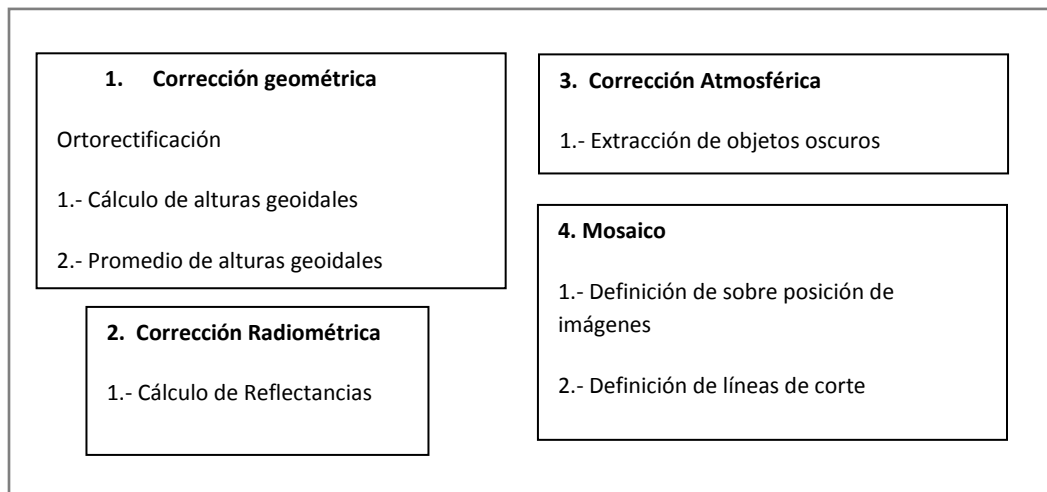 1. Corrección geométrica
Ortorectificación
1.- Cálculo de alturas geoidales
2.- Promedio de alturas geoidales
2. Corrección Radiométrica
1.- Cálculo de Reflectancias
3. Corrección Atmosférica
1.- Extracción de objetos oscuros
4. Mosaico
1.- Definición de sobre posición de
imágenes
2.- Definición de líneas de corte